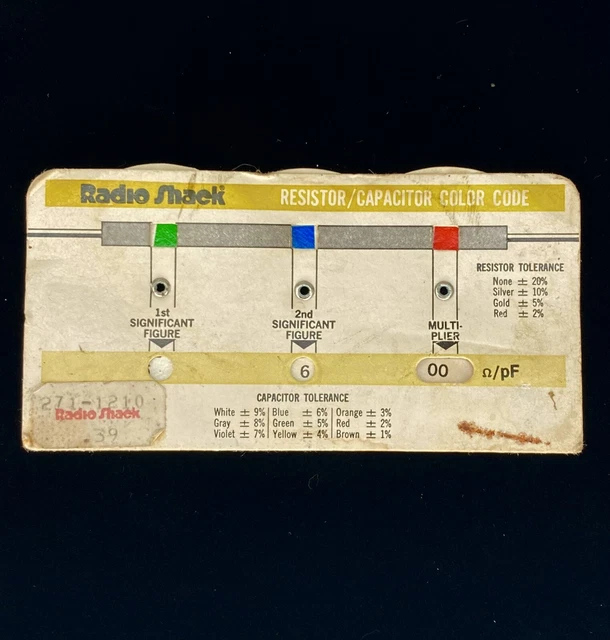 Radio Shack RESISTOR/CAPACITOR COLOR CODE
RESISTOR TOLERANCE
None ± 20%
Silver ± 10%
Gold ± 5%
Red ± 2%
1st
SIGNIFICANT
FIGURE
2nd
SIGNIFICANT
FIGURE
MULTI-
PLIER
6 00 Ω/pF
271-1210
Radio Shack
39
CAPACITOR TOLERANCE
White ± 9% Blue ± 6% Orange ± 3%
Gray ± 8% Green ± 5% Red ± 2%
Violet ± 7% Yellow ± 4% Brown ± 1%